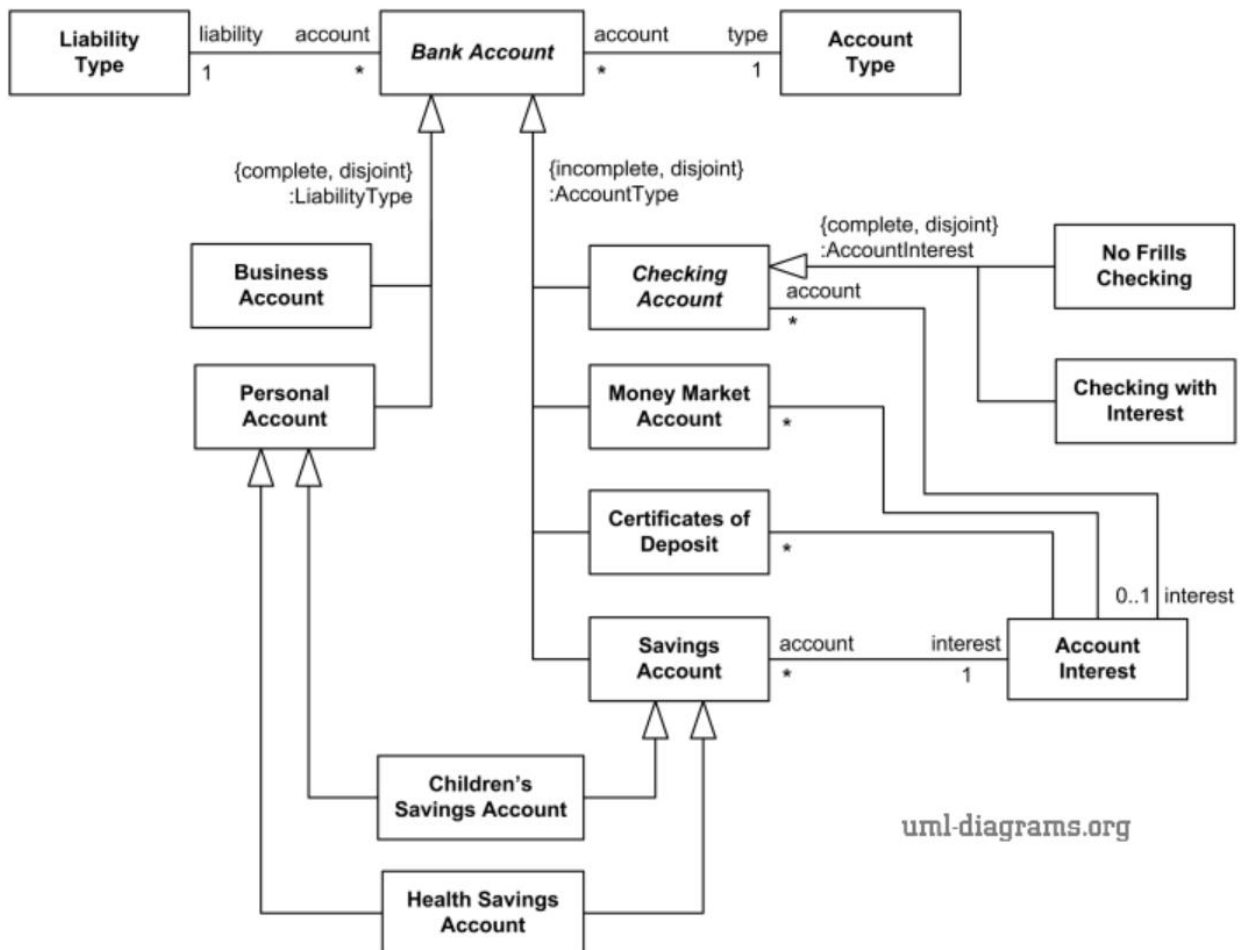 Liability
Type
liability
account
1
*
Bank Account
account
type
*
1
Account
Type
{complete, disjoint}
:LiabilityType
{incomplete, disjoint}
:AccountType
{complete, disjoint}
:AccountInterest
Business
Account
Checking
Account
account
*
No Frills
Checking
Personal
Account
Money Market
Account
*
Checking with
Interest
Certificates of
Deposit
*
0..1
interest
Savings
Account
account
interest
*
1
Account
Interest
Children's
Savings Account
uml-diagrams.org
Health Savings
Account